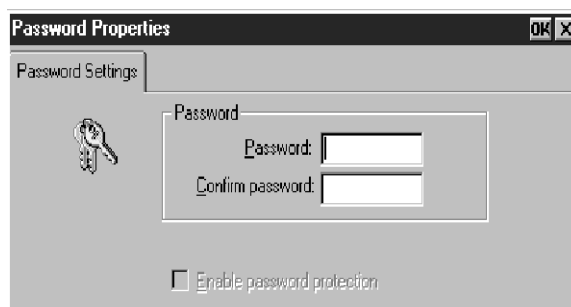 Password Properties OK X
Password Settings
Password
Password:
Confirm password:
Enable password protection